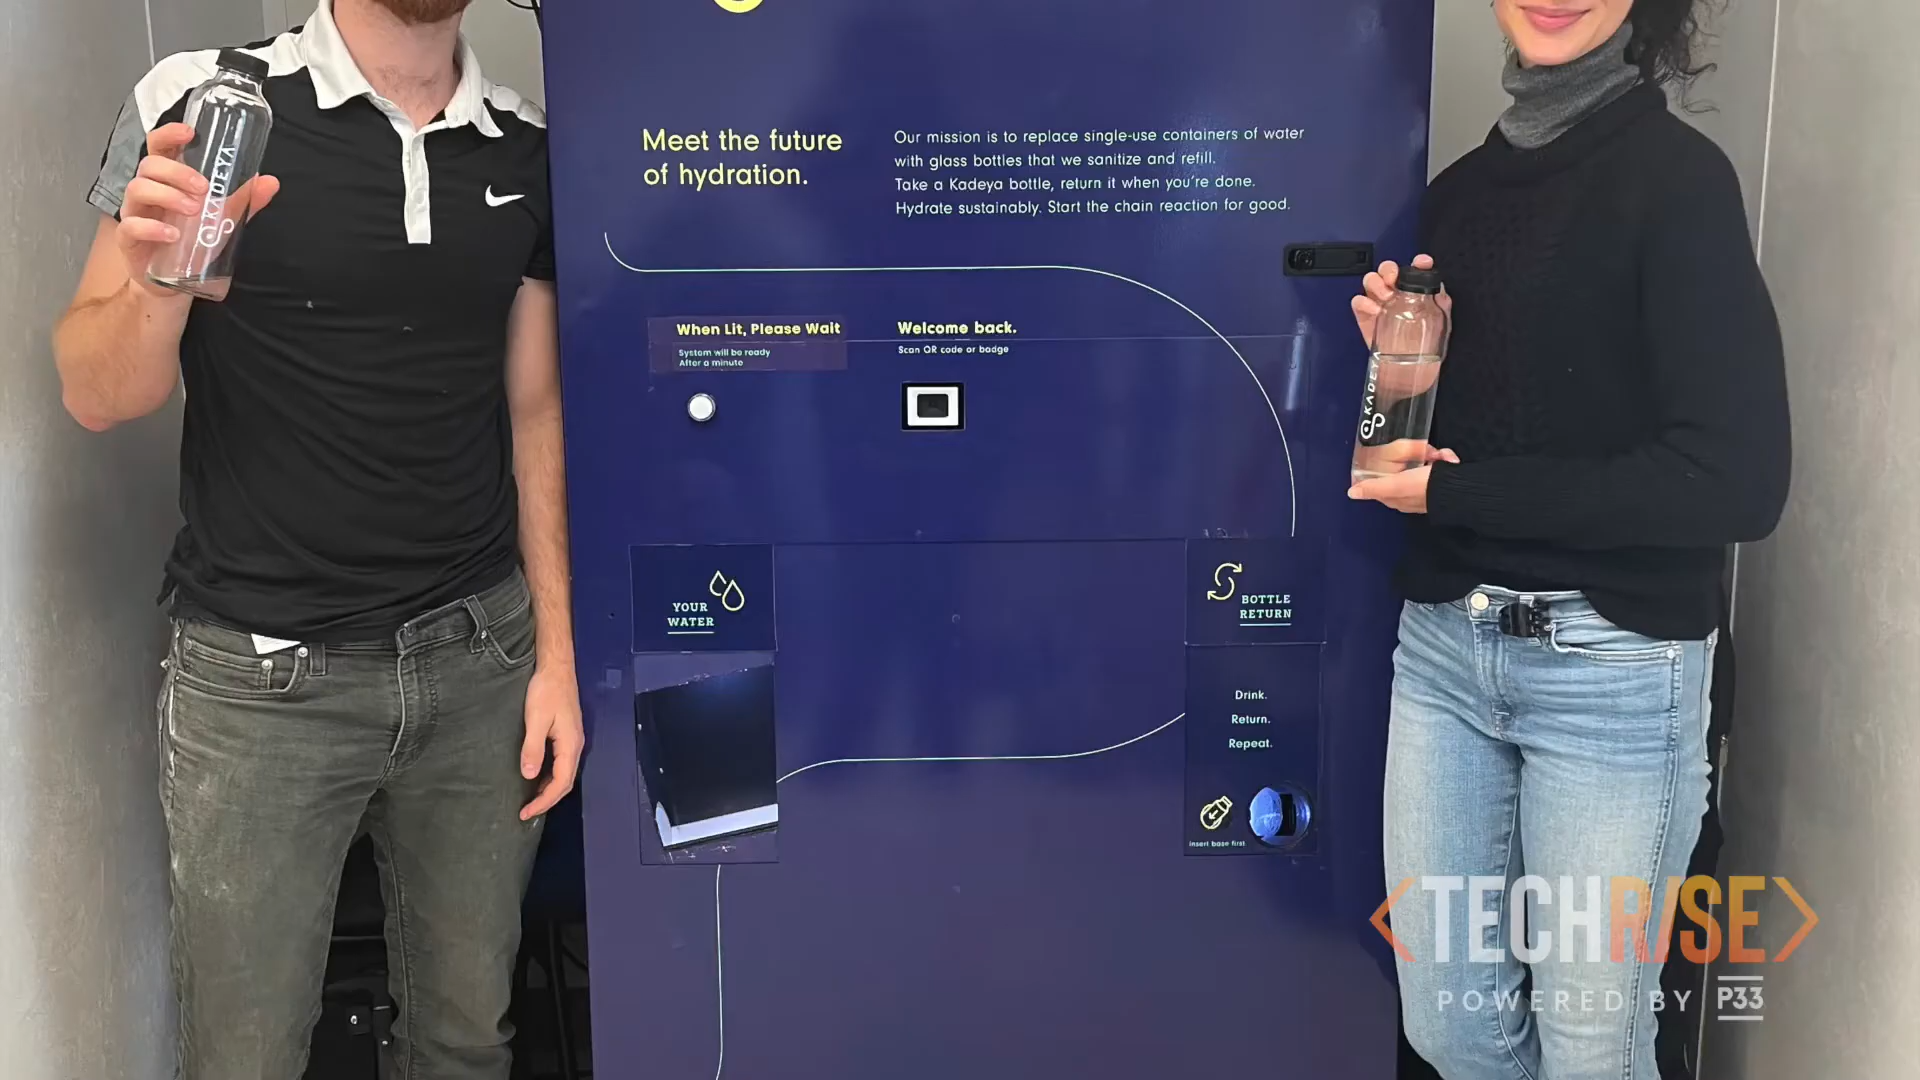 KADEYA
Meet the future
of hydration.
Our mission is to replace single-use containers of water
with glass bottles that we sanitize and refill.
Take a Kadeya bottle, return it when you're done.
Hydrate sustainably. Start the chain reaction for good.
When Lit, Please Wait
System will be ready
After a minute
Welcome back.
Scan QR code or badge
KADEYA
YOUR
WATER
BOTTLE
RETURN
Drink.
Return.
Repeat.
insert base first
<TECHRISE>
POWERED BY P33